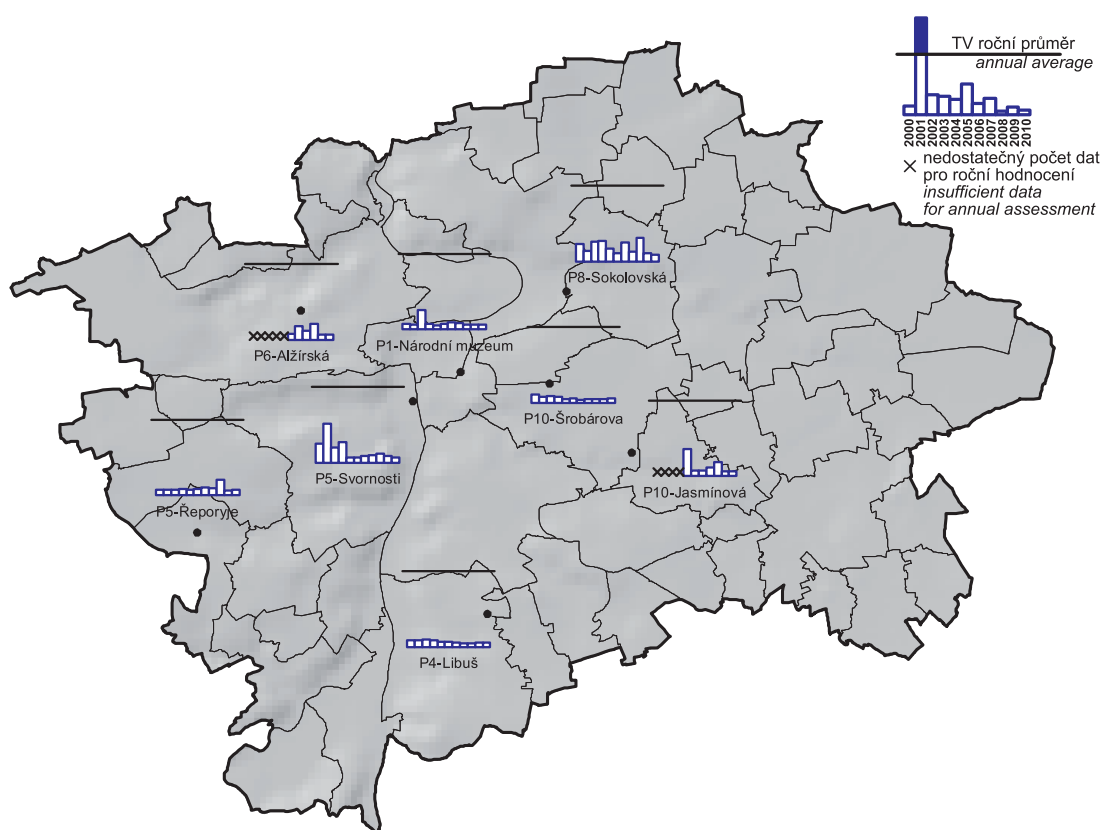 TV roční průměr
annual average
2000
2001
2002
2003
2004
2005
2006
2007
2008
2009
2010
× nedostatečný počet dat
pro roční hodnocení
insufficient data
for annual assessment
P8-Sokolovská
P6-Alžírská
P1-Národní muzeum
P10-Šrobárova
P5-Svornosti
P10-Jasmínová
P5-Řeporyje
P4-Libuš